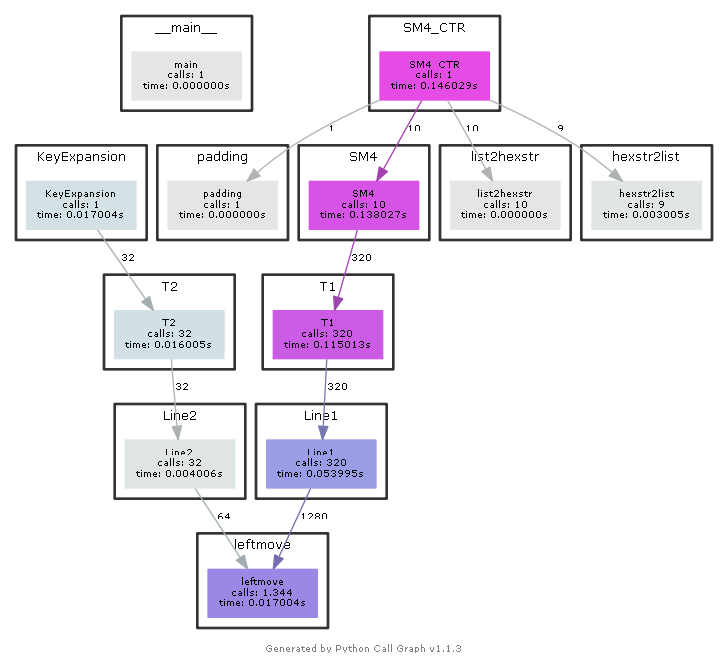 __main__
main
calls: 1
time: 0.000000s
SM4_CTR
SM4_CTR
calls: 1
time: 0.146029s
1
10
10
9
KeyExpansion
KeyExpansion
calls: 1
time: 0.017004s
padding
padding
calls: 1
time: 0.000000s
SM4
SM4
calls: 10
time: 0.138027s
list2hexstr
list2hexstr
calls: 10
time: 0.000000s
hexstr2list
hexstr2list
calls: 9
time: 0.003005s
32
320
T2
T2
calls: 32
time: 0.016005s
T1
T1
calls: 320
time: 0.115013s
32
320
Line2
Line2
calls: 32
time: 0.004006s
Line1
Line1
calls: 320
time: 0.053995s
64
1280
leftmove
leftmove
calls: 1.344
time: 0.017004s
Generated by Python Call Graph v1.1.3